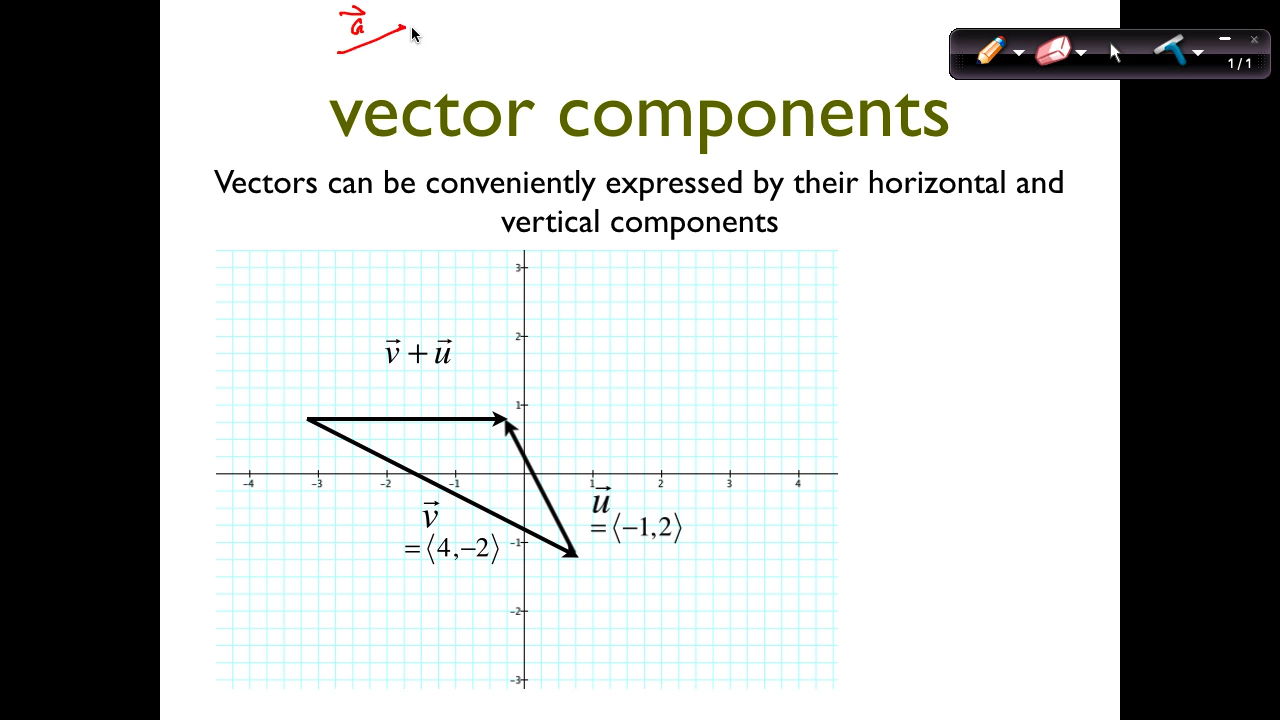 a⃗
1/1
vector components
Vectors can be conveniently expressed by their horizontal and
vertical components
3
2
v⃗ + u⃗
1
-4 -3 -2 -1 1 2 3 4
u⃗
= ⟨−1,2⟩
v⃗
= ⟨4,−2⟩
-1
-2
-3